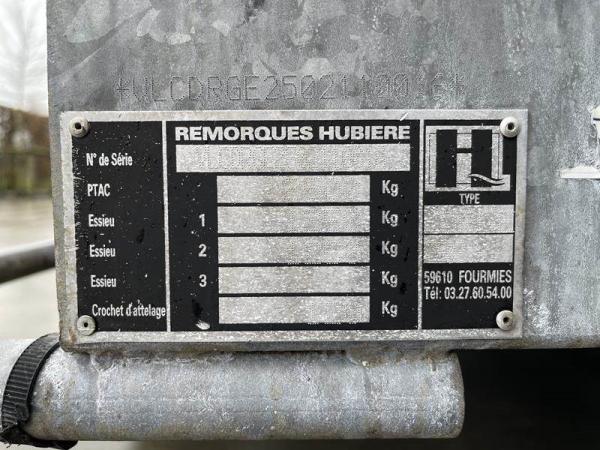 REMORQUES HUBIERE
N° de Série
PTAC Kg
Essieu 1 Kg
Essieu 2 Kg
Essieu 3 Kg
Crochet d'attelage Kg
H
TYPE
59610 FOURMIES
Tél: 03.27.60.54.00